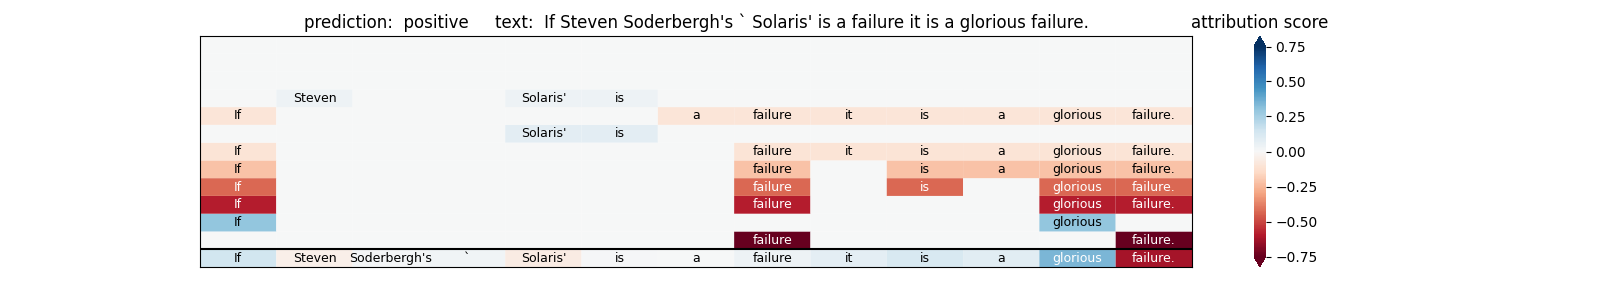 prediction:  positive     text:  If Steven Soderbergh's ` Solaris' is a failure it is a glorious failure.
attribution score
Steven Solaris' is
If a failure it is a glorious failure.
Solaris' is
If failure it is a glorious failure.
If failure is a glorious failure.
If failure is glorious failure.
If failure glorious failure.
If glorious
failure failure.
If Steven Soderbergh's ` Solaris' is a failure it is a glorious failure.
0.75
0.50
0.25
0.00
−0.25
−0.50
−0.75